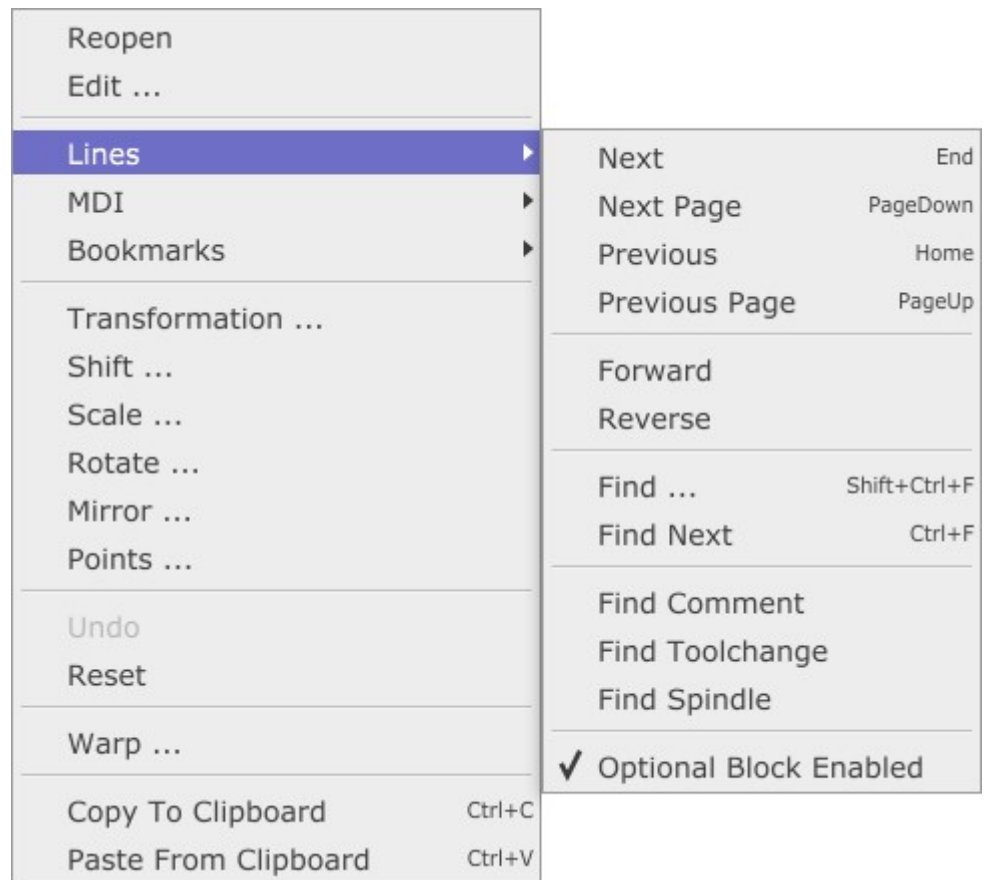 Reopen
Edit ...
Lines
MDI
Bookmarks
Transformation ...
Shift ...
Scale ...
Rotate ...
Mirror ...
Points ...
Undo
Reset
Warp ...
Copy To Clipboard Ctrl+C
Paste From Clipboard Ctrl+V
Next End
Next Page PageDown
Previous Home
Previous Page PageUp
Forward
Reverse
Find ... Shift+Ctrl+F
Find Next Ctrl+F
Find Comment
Find Toolchange
Find Spindle
Optional Block Enabled